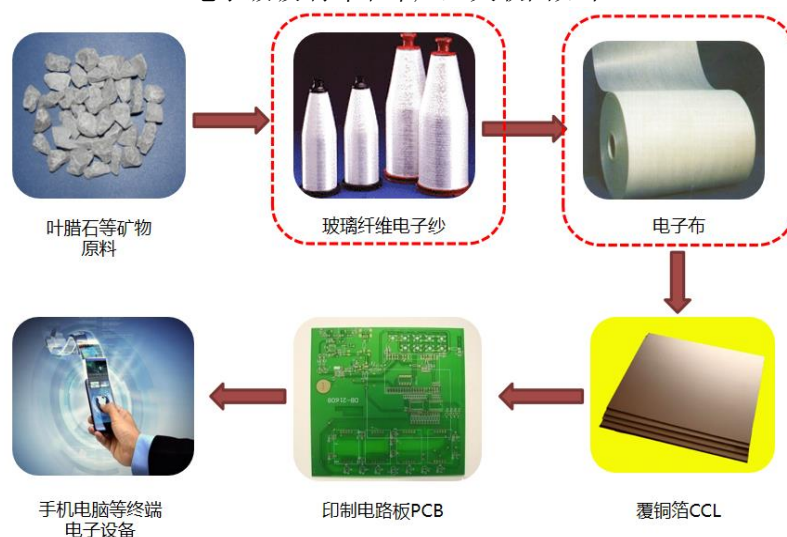 叶腊石等矿物
原料
玻璃纤维电子纱
电子布
手机电脑等终端
电子设备
印制电路板PCB
覆铜箔CCL